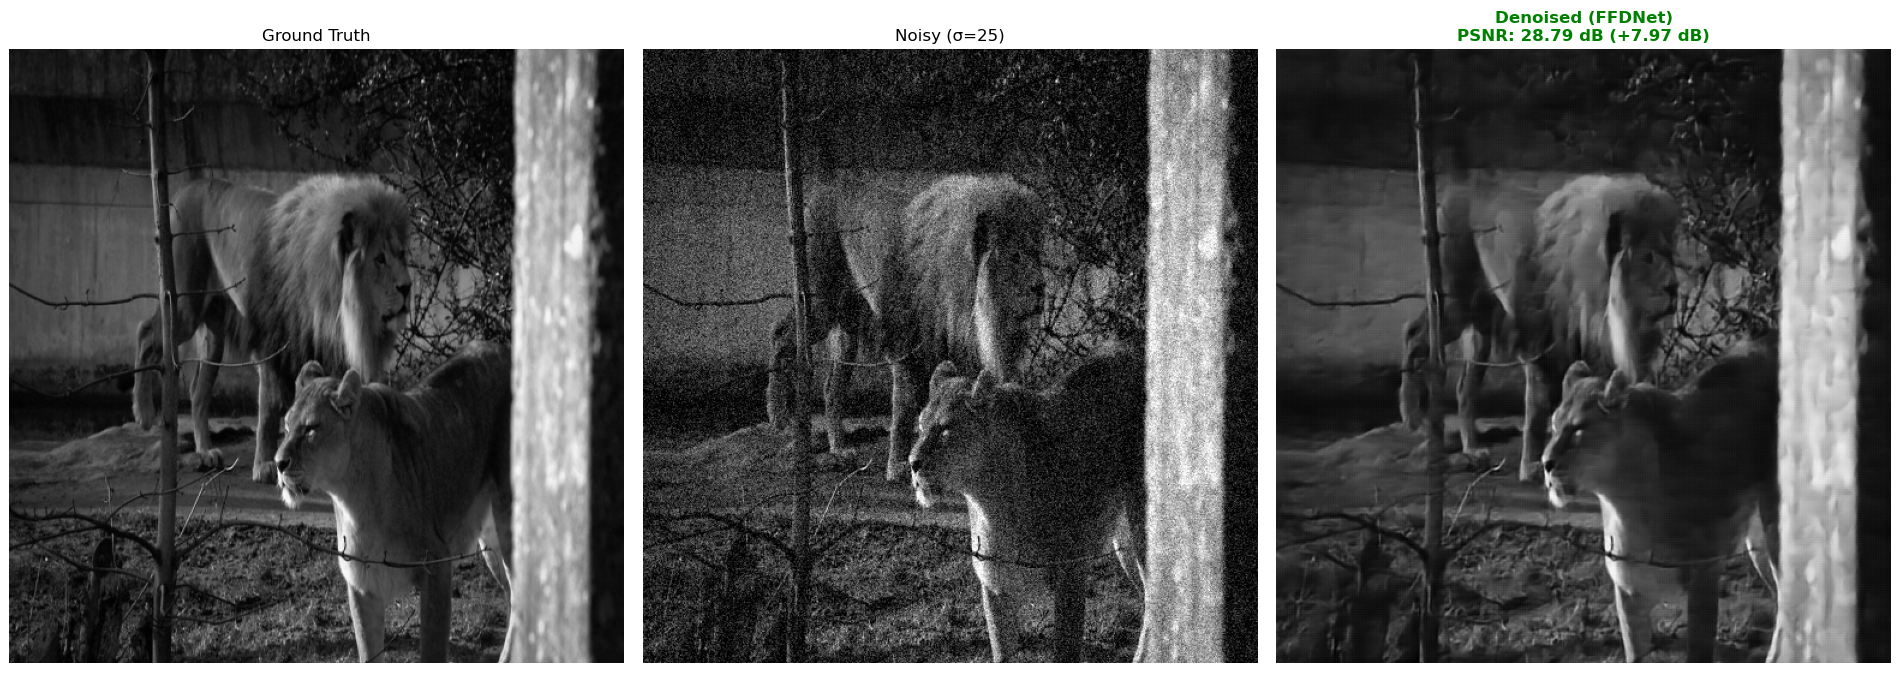 Ground Truth
Noisy (σ=25)
Denoised (FFDNet)
PSNR: 28.79 dB (+7.97 dB)